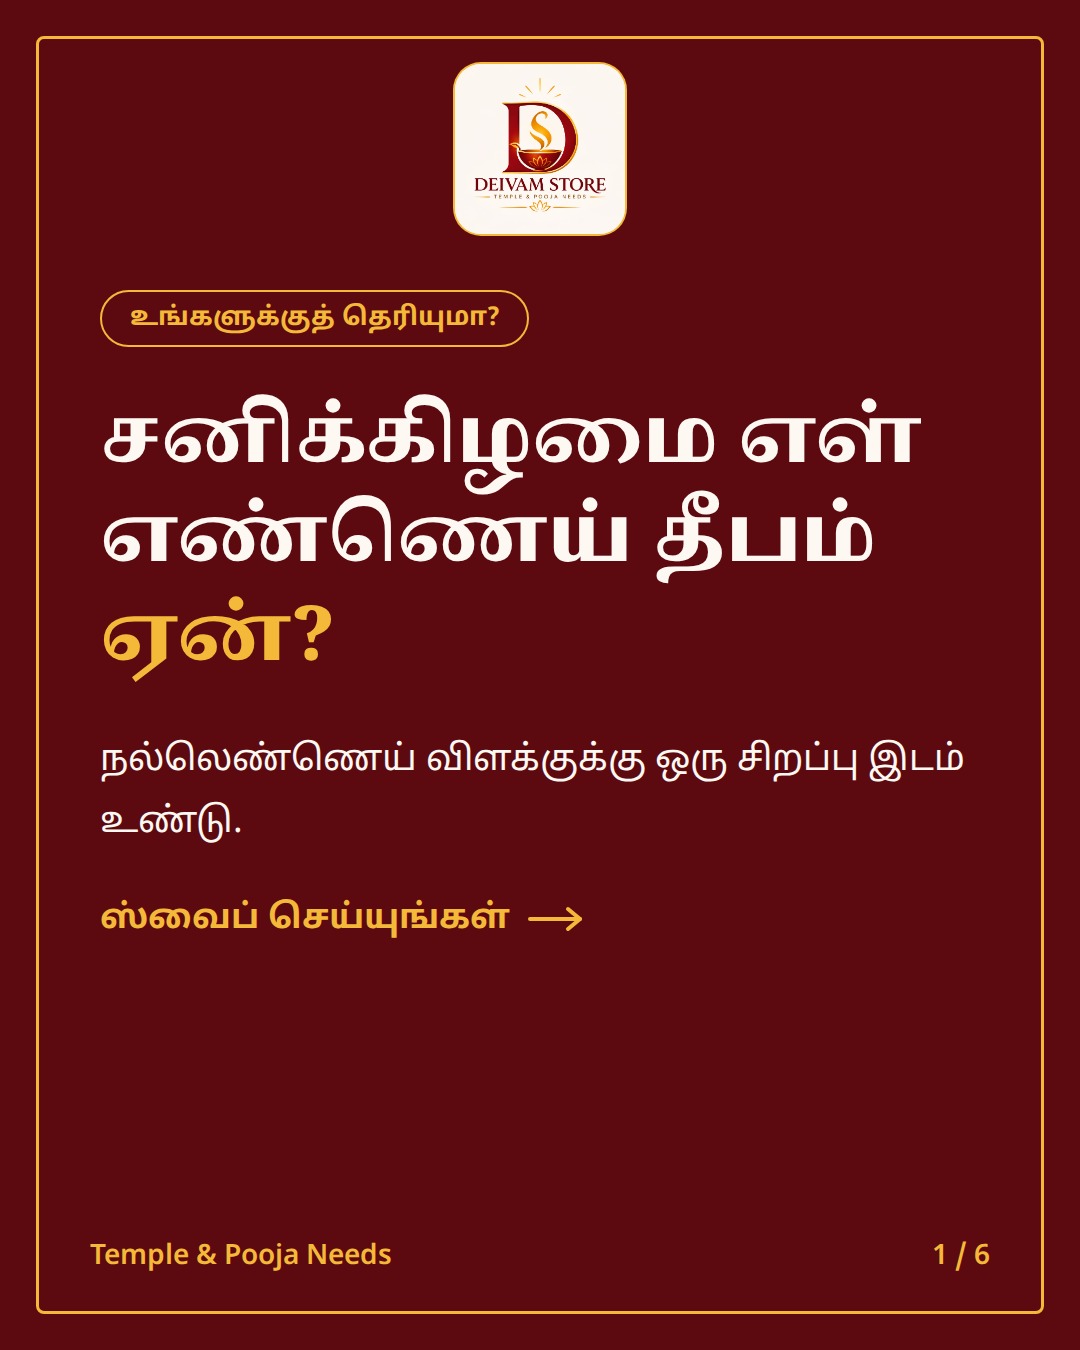 DEIVAM STORE
TEMPLE & POOJA NEEDS
உங்களுக்குத் தெரியுமா?
சனிக்கிழமை எள்
எண்ணெய் தீபம்
ஏன்?
நல்லெண்ணெய் விளக்குக்கு ஒரு சிறப்பு இடம்
உண்டு.
ஸ்வைப் செய்யுங்கள் →
Temple & Pooja Needs
1 / 6